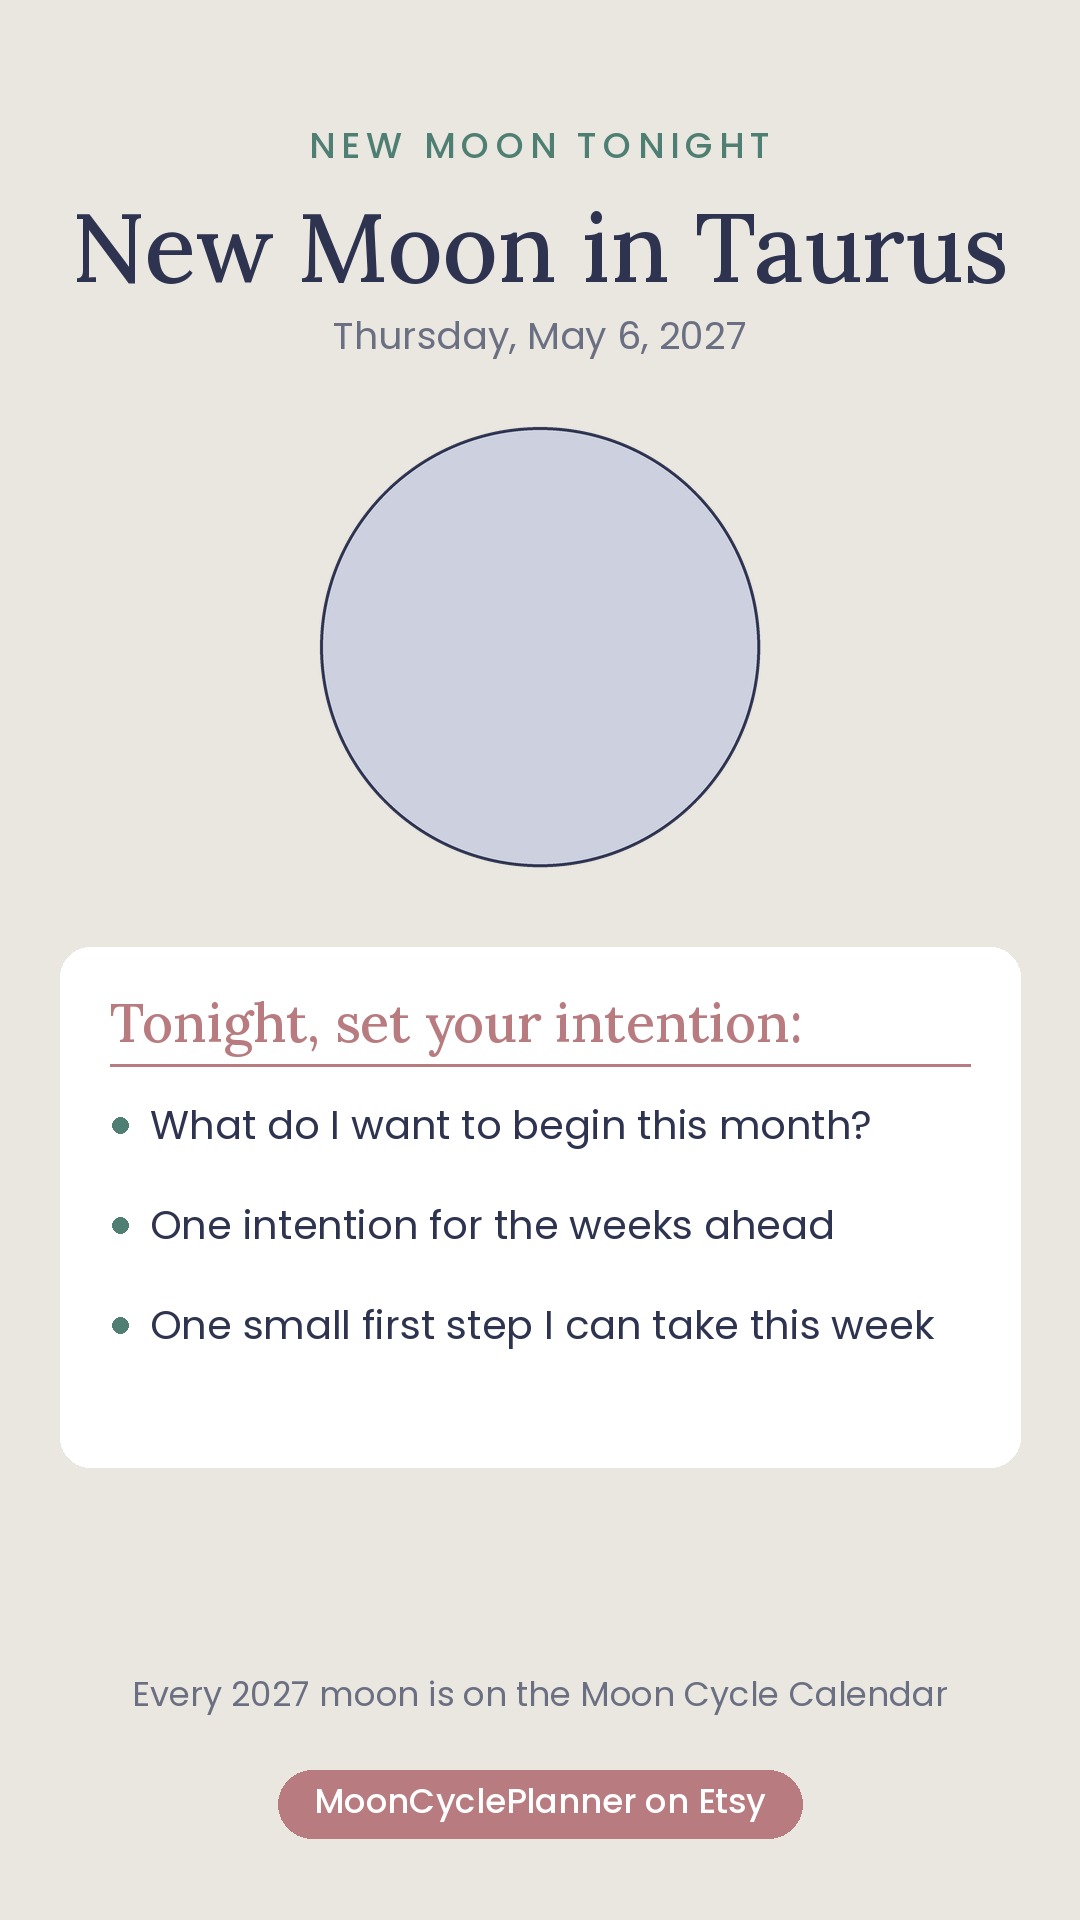 NEW MOON TONIGHT
New Moon in Taurus
Thursday, May 6, 2027
Tonight, set your intention:
What do I want to begin this month?
One intention for the weeks ahead
One small first step I can take this week
Every 2027 moon is on the Moon Cycle Calendar
MoonCyclePlanner on Etsy